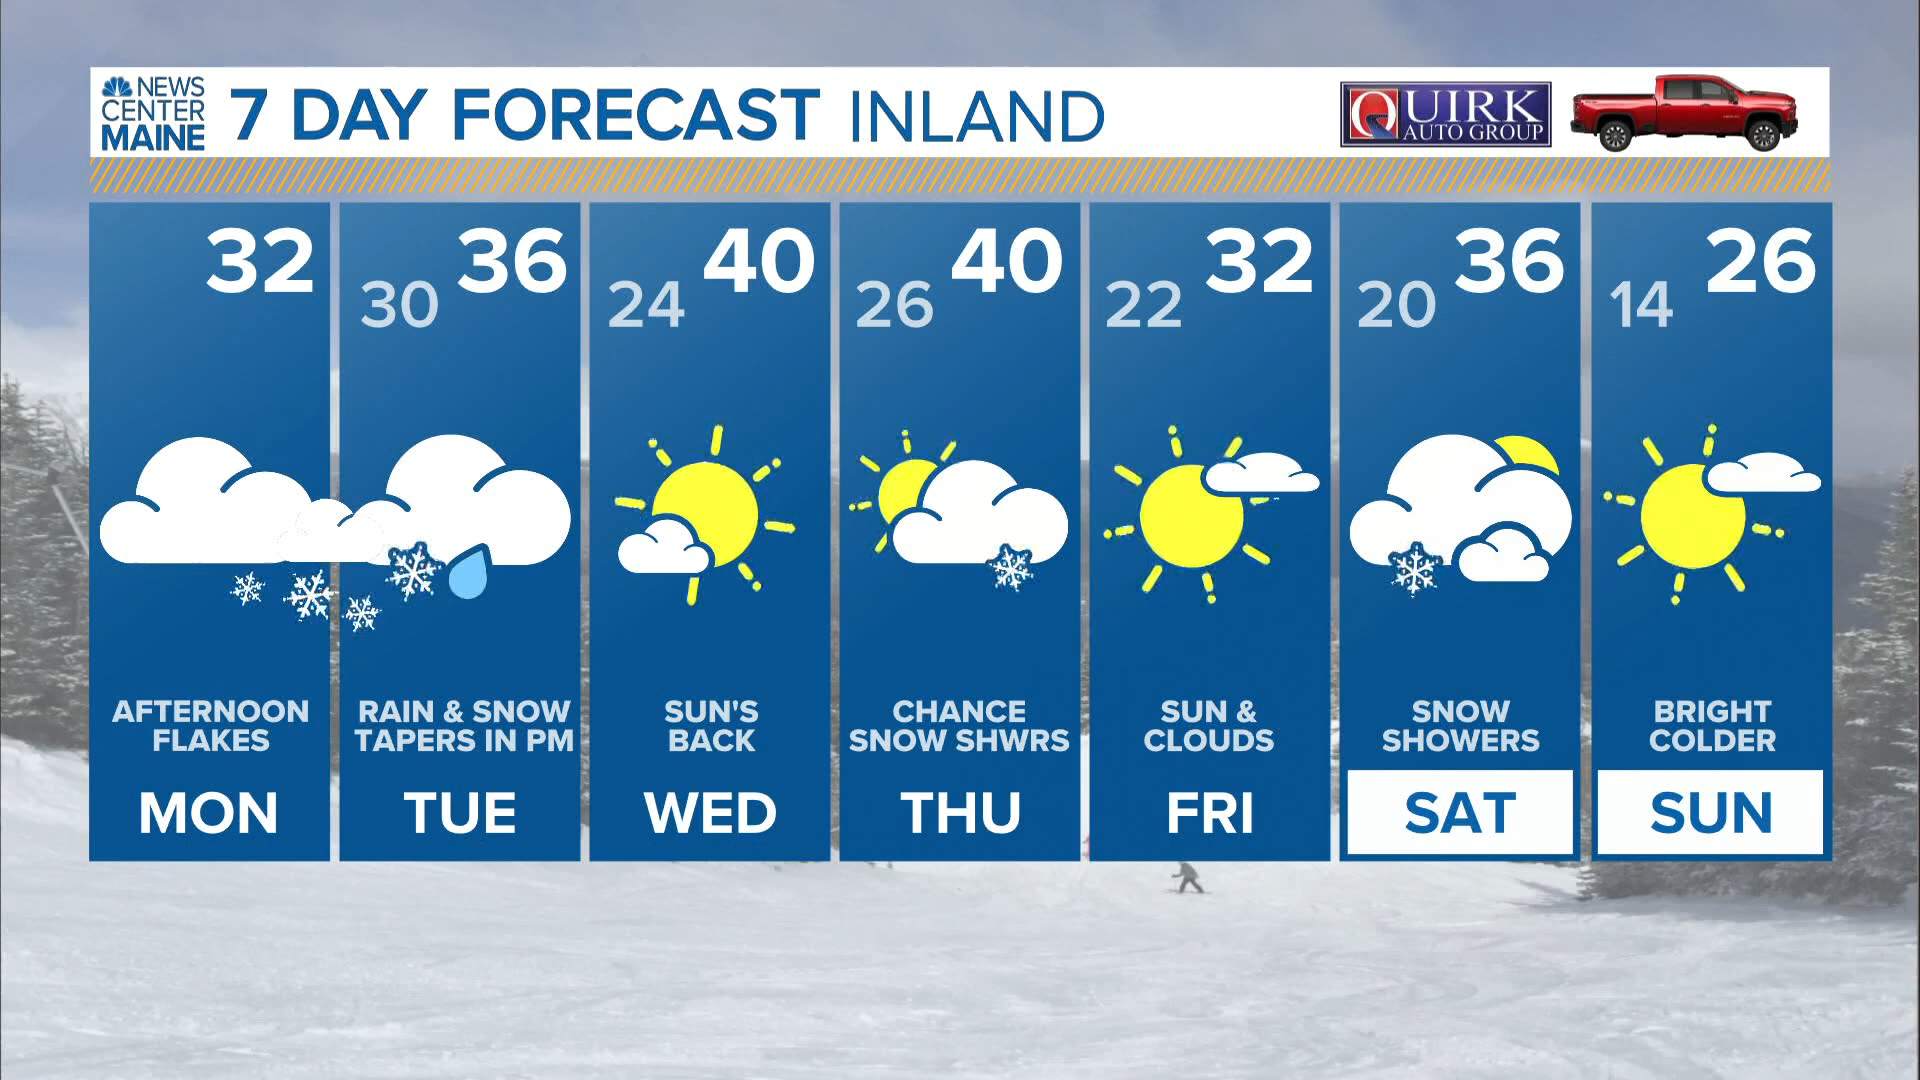 NEWS
CENTER
MAINE
7 DAY FORECAST INLAND
QUIRK
AUTO GROUP
32
30 36
24 40
26 40
22 32
20 36
14 26
AFTERNOON
FLAKES
RAIN & SNOW
TAPERS IN PM
SUN'S
BACK
CHANCE
SNOW SHWRS
SUN &
CLOUDS
SNOW
SHOWERS
BRIGHT
COLDER
MON
TUE
WED
THU
FRI
SAT
SUN